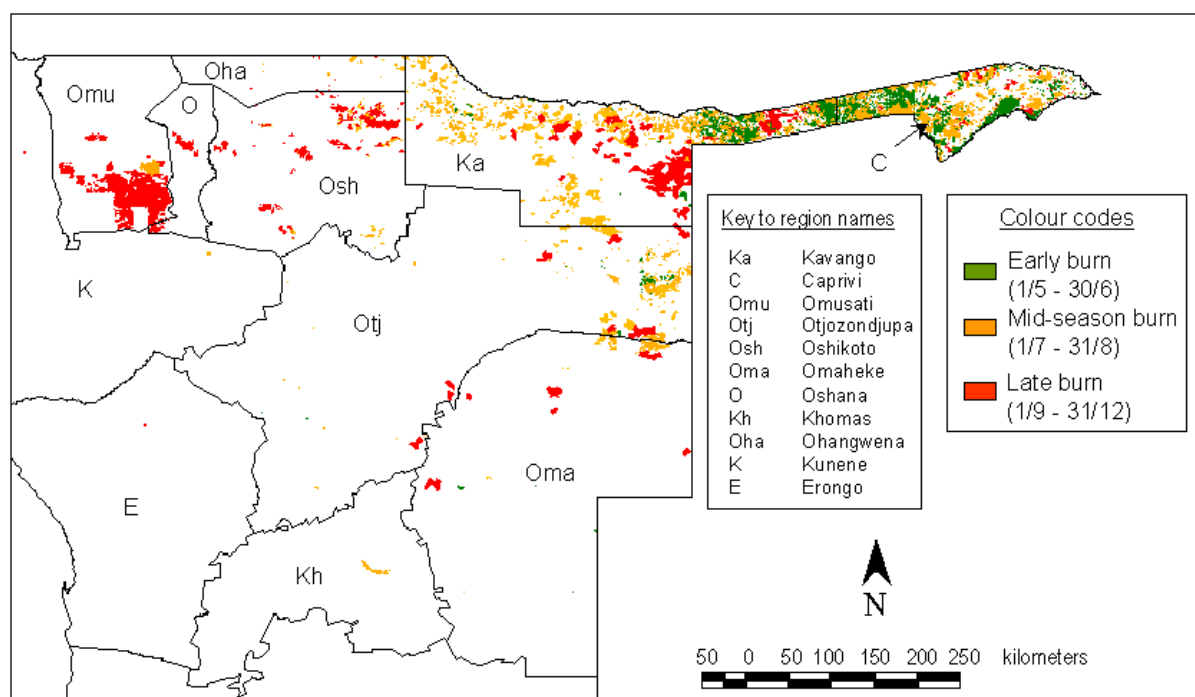 Oha
Omu
O
Ka
C
Osh
K
Otj
E
Oma
Kh
Key to region names
Ka Kavango
C Caprivi
Omu Omusati
Otj Otjozondjupa
Osh Oshikoto
Oma Omaheke
O Oshana
Kh Khomas
Oha Ohangwena
K Kunene
E Erongo
Colour codes
Early burn
(1/5 - 30/6)
Mid-season burn
(1/7 - 31/8)
Late burn
(1/9 - 31/12)
N
50 0 50 100 150 200 250 kilometers